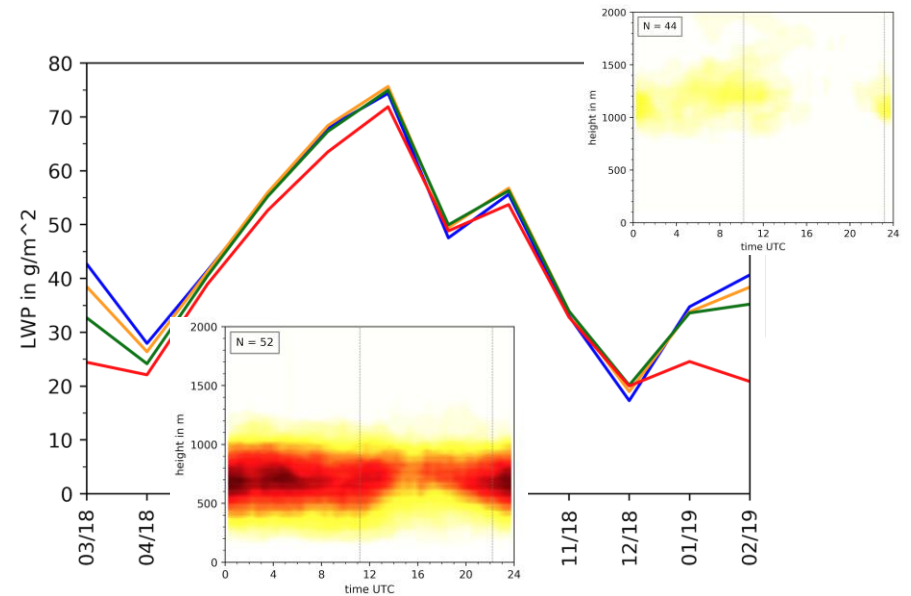 80
70
60
50
40
30
20
10
0
LWP in g/m^2
03/18
04/18
11/18
12/18
01/19
02/19
N = 44
2000
1500
1000
500
0
height in m
0 4 8 12 16 20 24
time UTC
N = 52
2000
1500
1000
500
0
height in m
0 4 8 12 16 20 24
time UTC